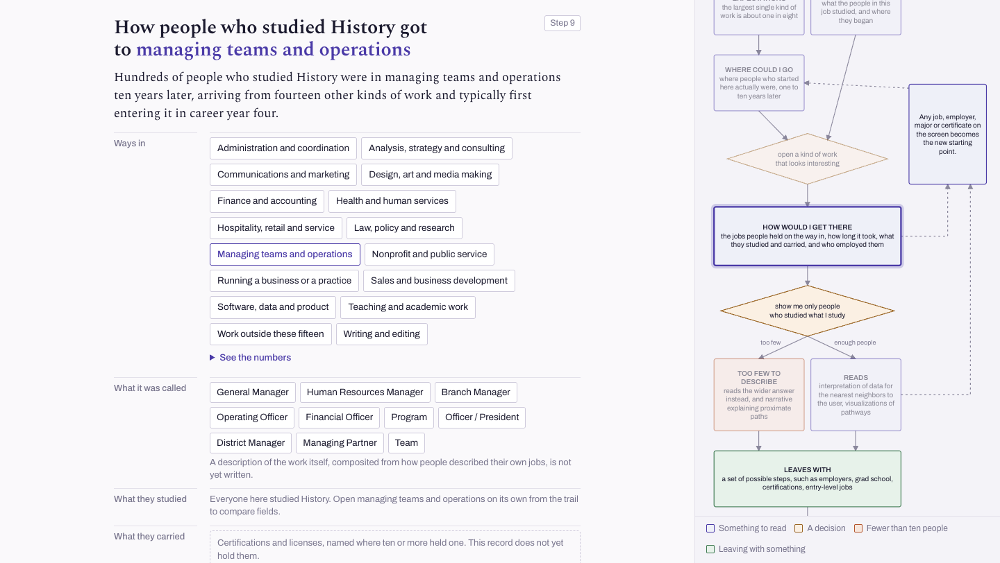 How people who studied History got
to managing teams and operations
Step 9
Hundreds of people who studied History were in managing teams and operations
ten years later, arriving from fourteen other kinds of work and typically first
entering it in career year four.
Ways in
Administration and coordination
Analysis, strategy and consulting
Communications and marketing
Design, art and media making
Finance and accounting
Health and human services
Hospitality, retail and service
Law, policy and research
Managing teams and operations
Nonprofit and public service
Running a business or a practice
Sales and business development
Software, data and product
Teaching and academic work
Work outside these fifteen
Writing and editing
See the numbers
What it was called
General Manager
Human Resources Manager
Branch Manager
Operating Officer
Financial Officer
Program
Officer / President
District Manager
Managing Partner
Team
A description of the work itself, composited from how people described their own jobs, is not
yet written.
What they studied
Everyone here studied History. Open managing teams and operations on its own from the trail
to compare fields.
What they carried
Certifications and licenses, named where ten or more held one. This record does not yet
hold them.
the largest single kind of
work is about one in eight
what the people in this
job studied, and where
they began
WHERE COULD I GO
where people who started
here actually were, one to
ten years later
Any job, employer,
major or certificate on
the screen becomes
the new starting
point.
open a kind of work
that looks interesting
HOW WOULD I GET THERE
the jobs people held on the way in, how long it took, what
they studied and carried, and who employed them
show me only people
who studied what I study
too few
enough people
TOO FEW TO
DESCRIBE
reads the wider answer
instead, and narrative
explaining proximate
paths
READS
interpretation of data for
the nearest neighbors to
the user, visualizations of
pathways
LEAVES WITH
a set of possible steps, such as employers, grad school,
certifications, entry-level jobs
Something to read
A decision
Fewer than ten people
Leaving with something